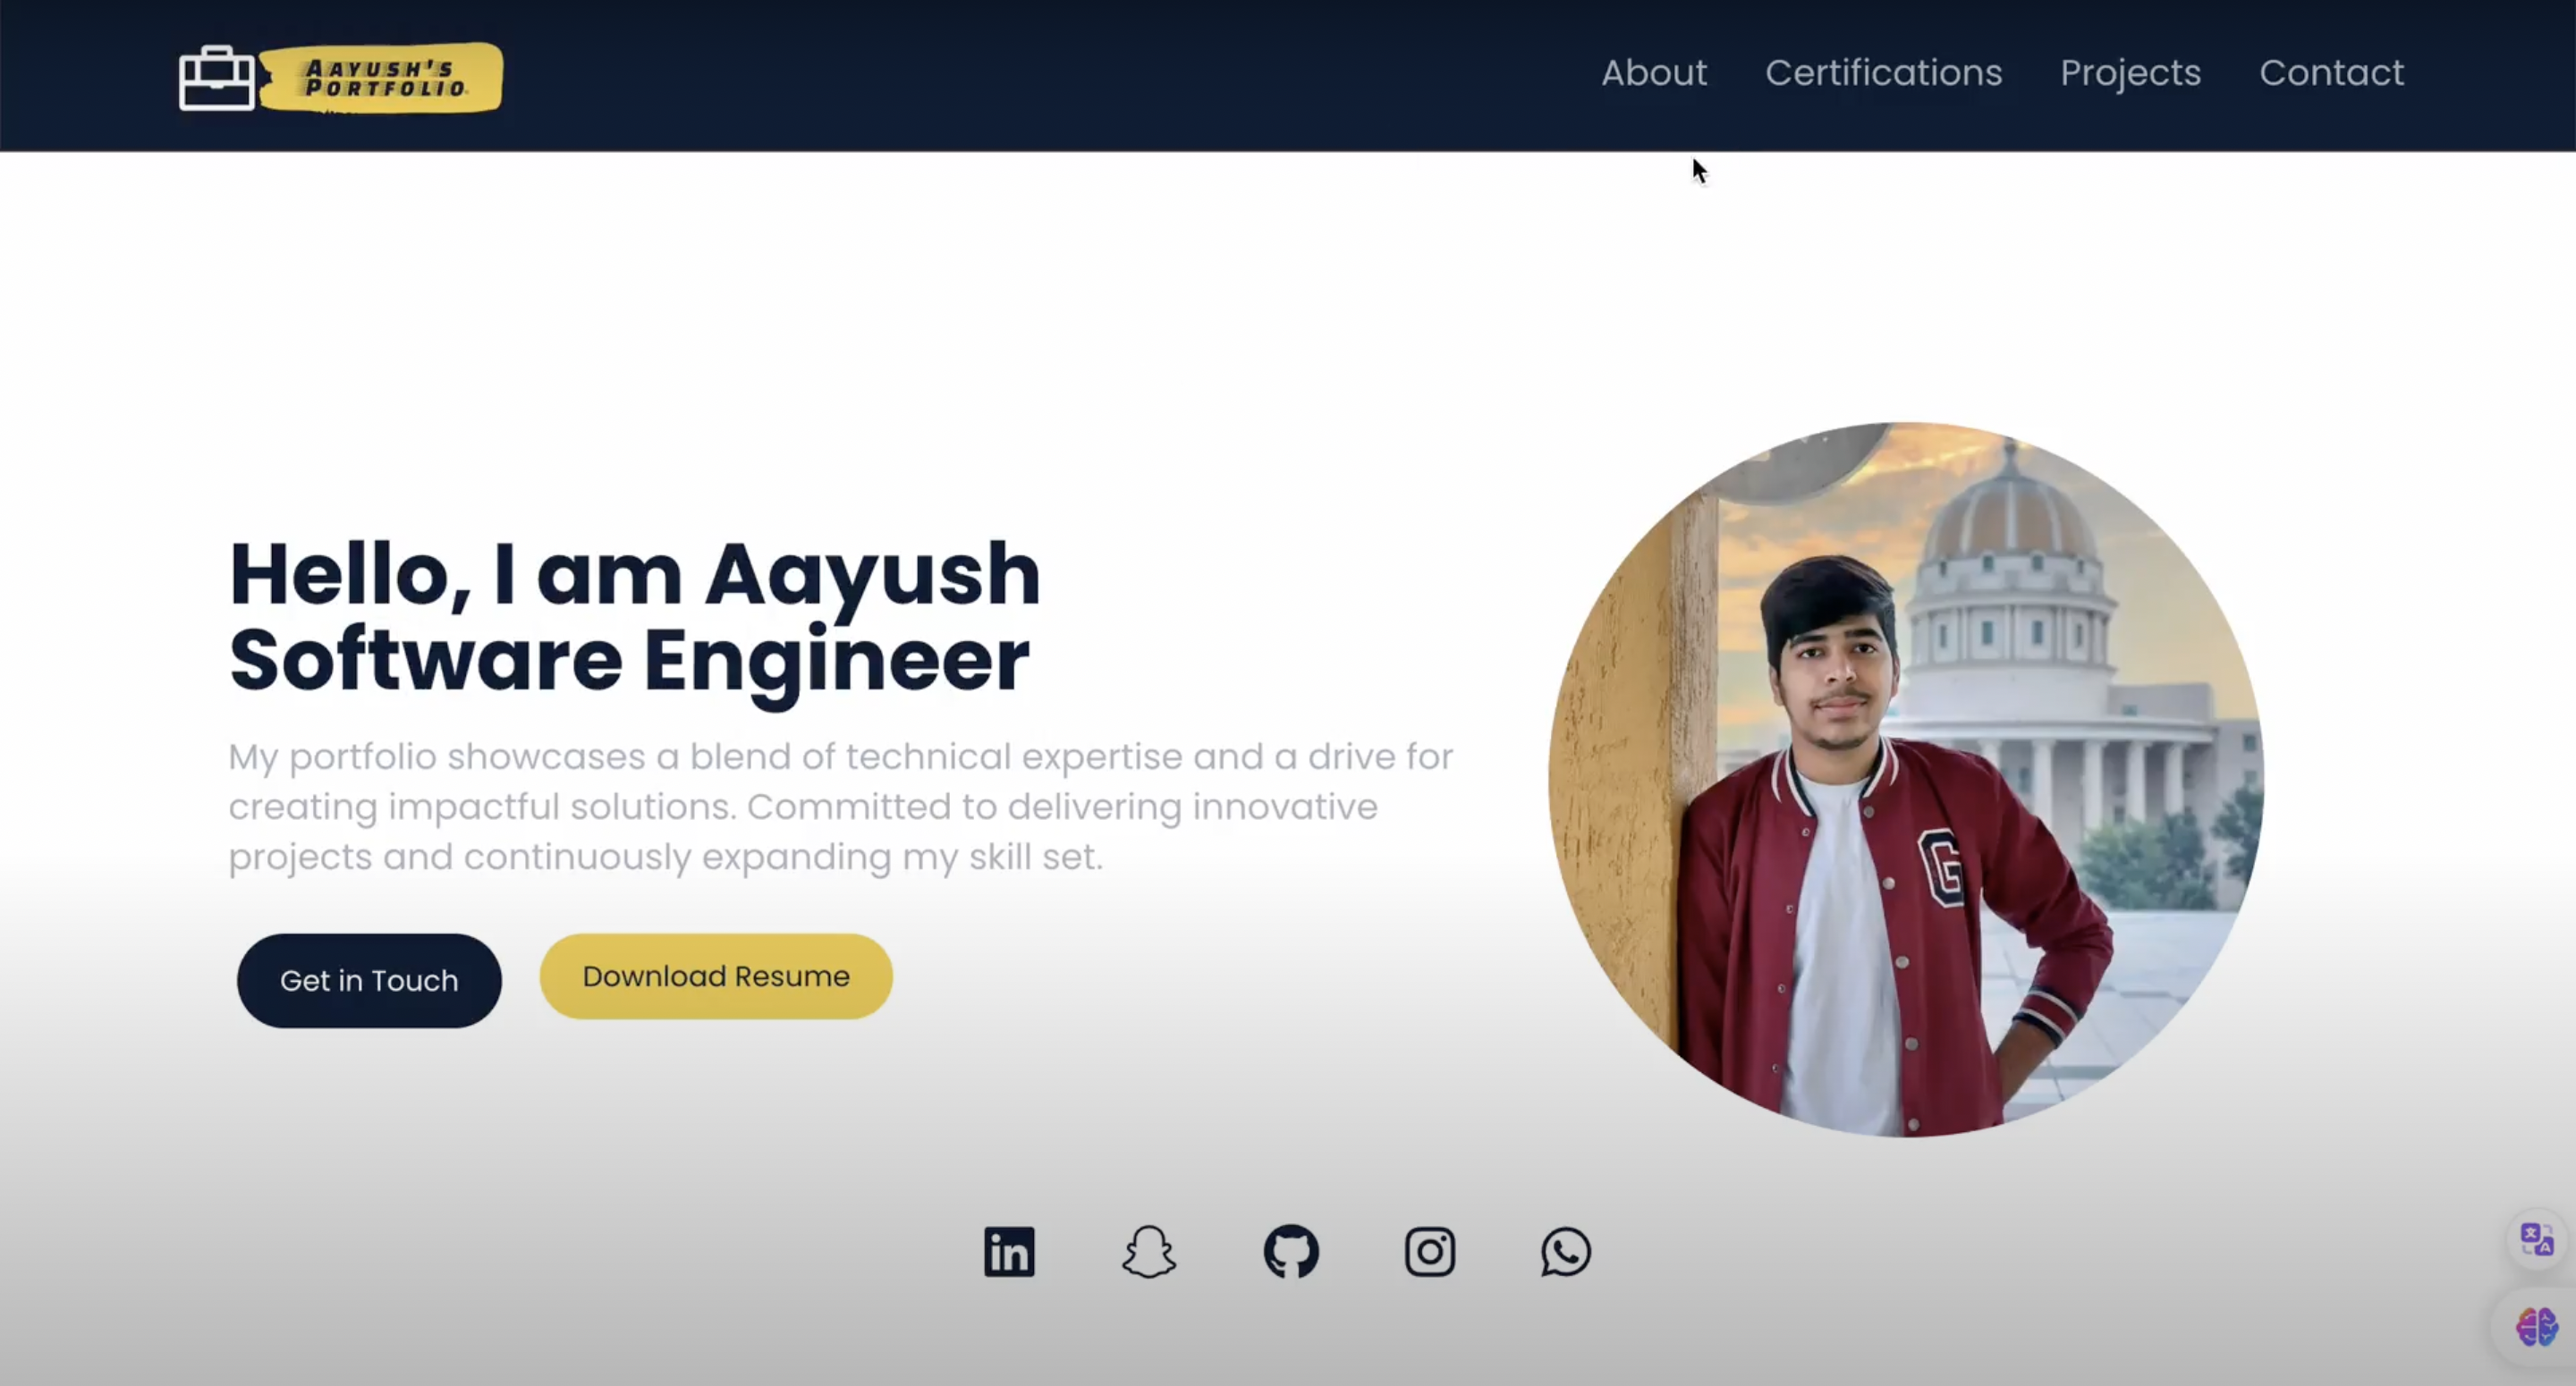 AAYUSH'S
PORTFOLIO
About
Certifications
Projects
Contact
Hello, I am Aayush
Software Engineer
My portfolio showcases a blend of technical expertise and a drive for
creating impactful solutions. Committed to delivering innovative
projects and continuously expanding my skill set.
Get in Touch
Download Resume
G
in
文
A